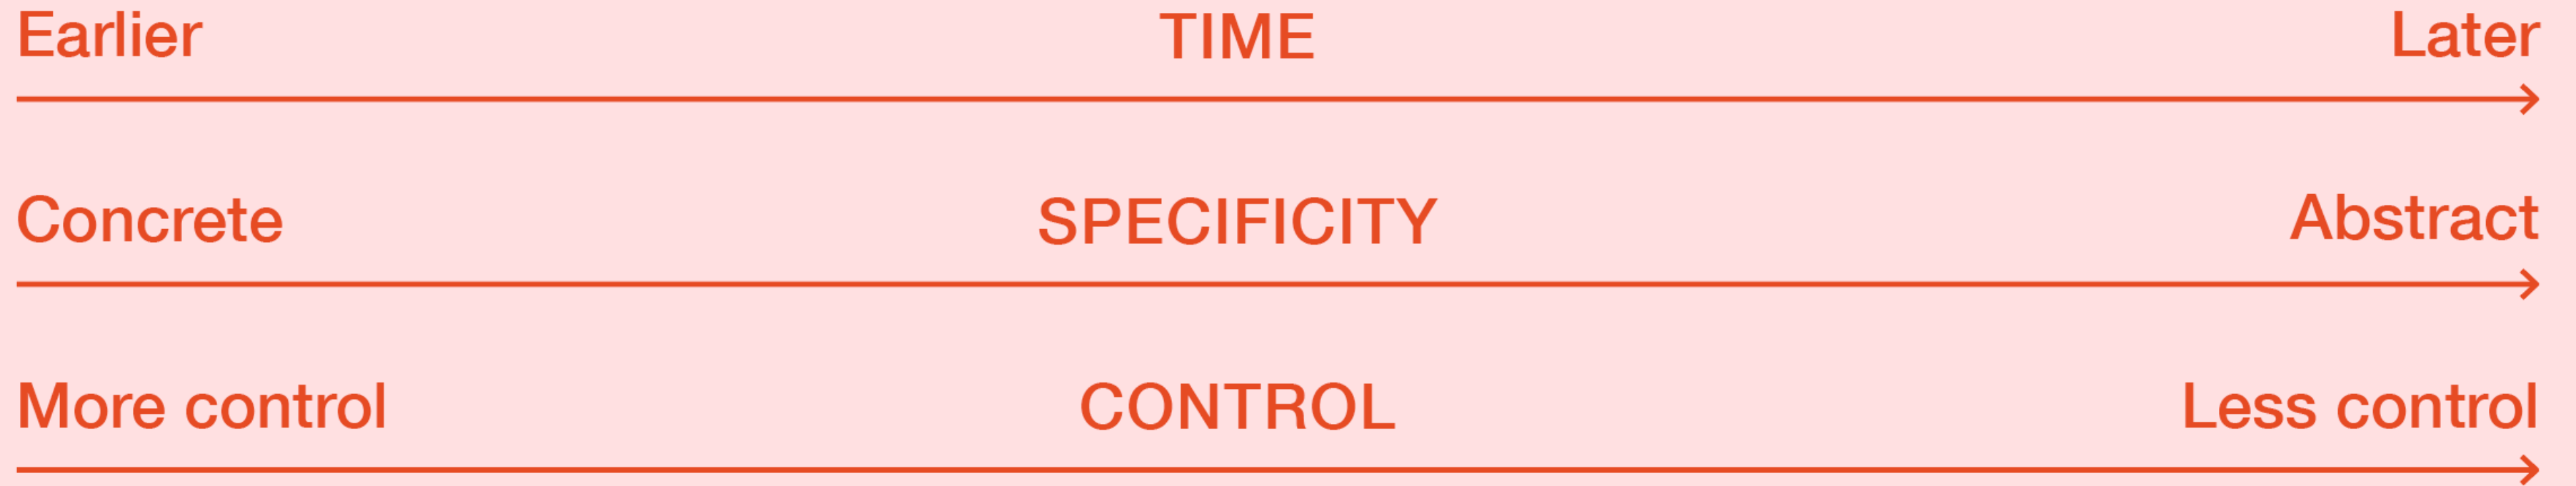 Earlier TIME Later
Concrete SPECIFICITY Abstract
More control CONTROL Less control